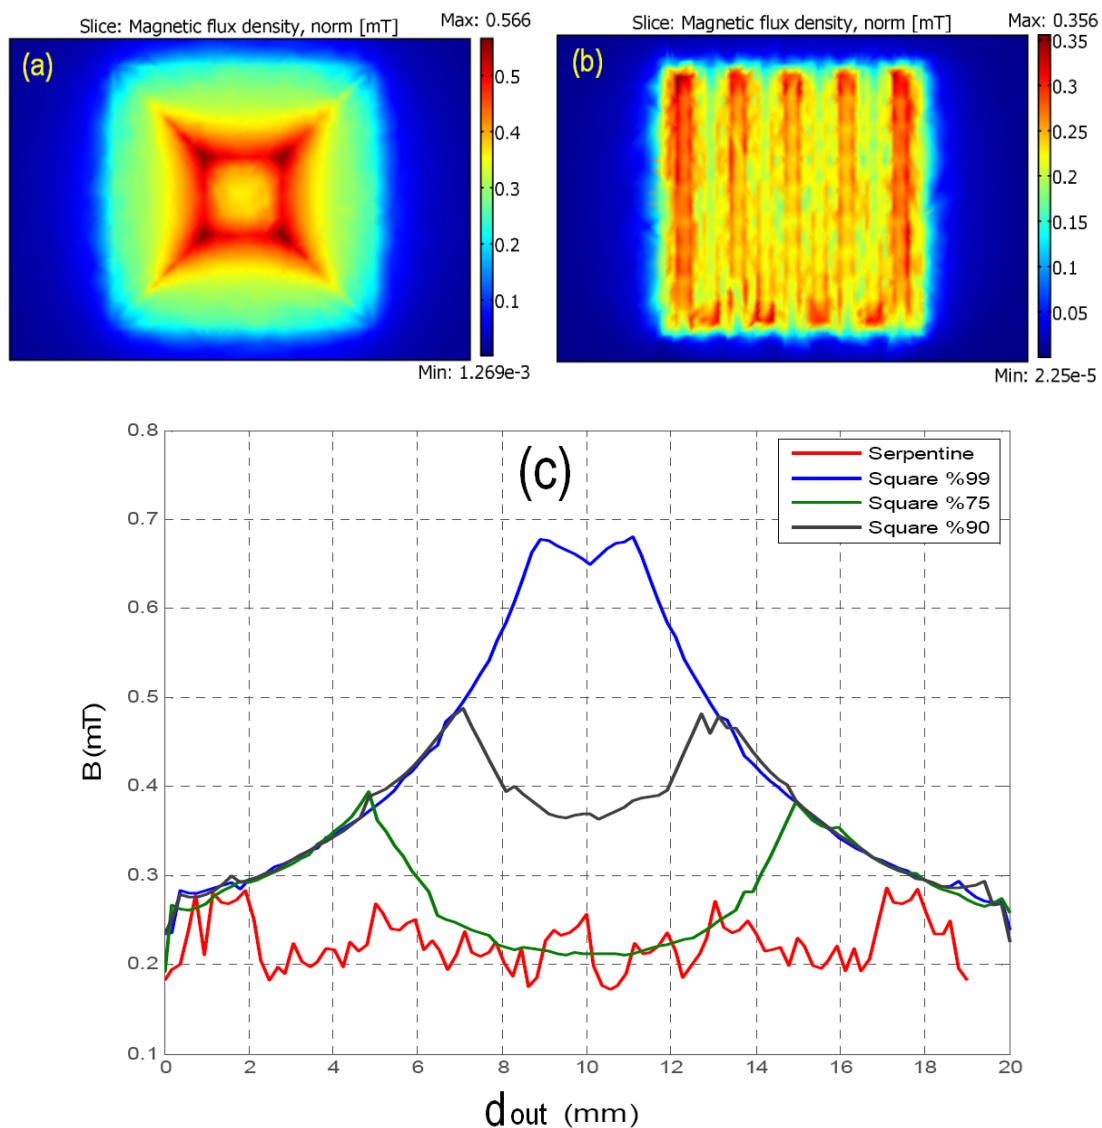 Slice: Magnetic flux density, norm [mT] Max: 0.566
(a)
0.5
0.4
0.3
0.2
0.1
Min: 1.269e-3
Slice: Magnetic flux density, norm [mT] Max: 0.356
(b)
0.35
0.3
0.25
0.2
0.15
0.1
0.05
Min: 2.25e-5
(c)
Serpentine
Square %99
Square %75
Square %90
B(mT)
0.8
0.7
0.6
0.5
0.4
0.3
0.2
0.1
0 2 4 6 8 10 12 14 16 18 20
dout (mm)